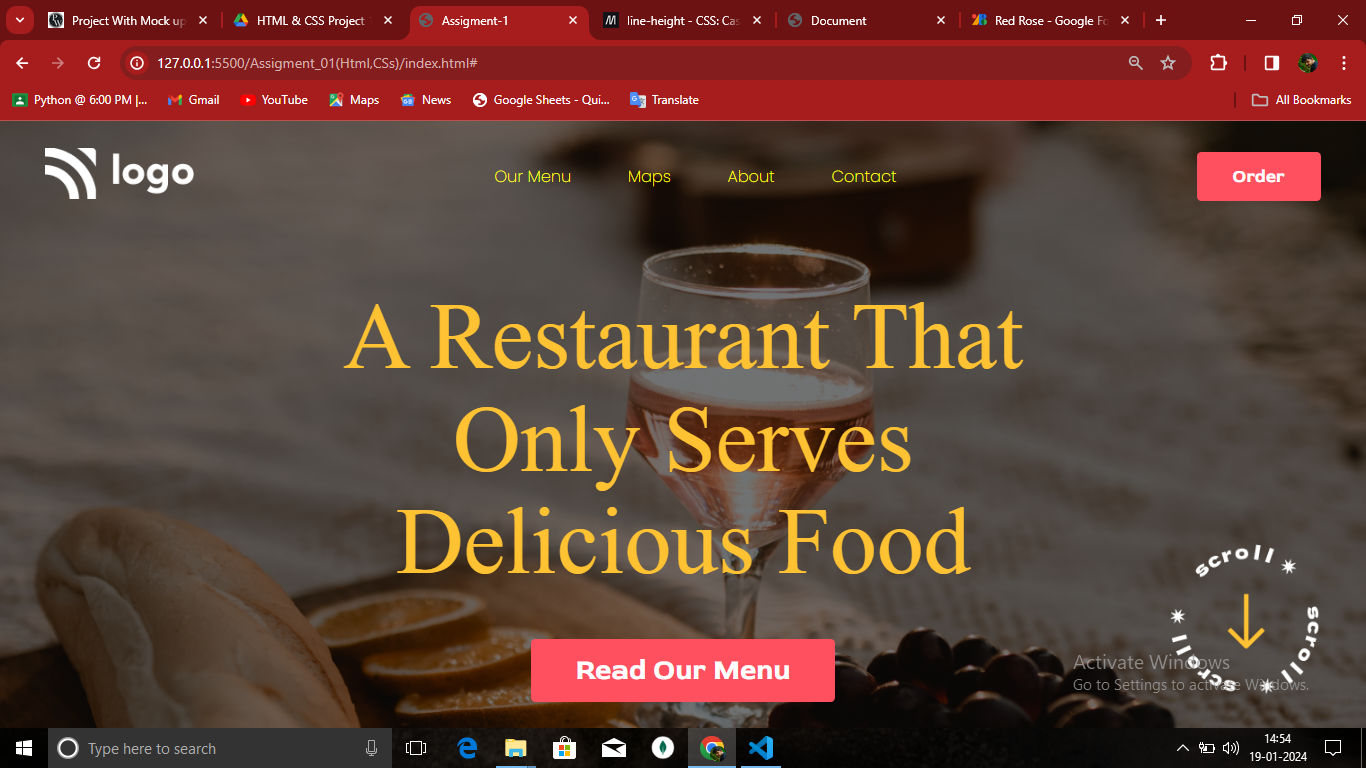 Project With Mock up
HTML & CSS Project
Assigment-1
line-height - CSS: Cas
Document
Red Rose - Google Fo
127.0.0.1:5500/Assigment_01(Html,CSs)/index.html#
Python @ 6:00 PM |...
Gmail
YouTube
Maps
News
Google Sheets - Qui...
Translate
All Bookmarks
logo
Our Menu
Maps
About
Contact
Order
A Restaurant That
Only Serves
Delicious Food
Read Our Menu
scroll
scroll
scroll
Activate Windows
Go to Settings to activate Windows.
Type here to search
14:54
19-01-2024